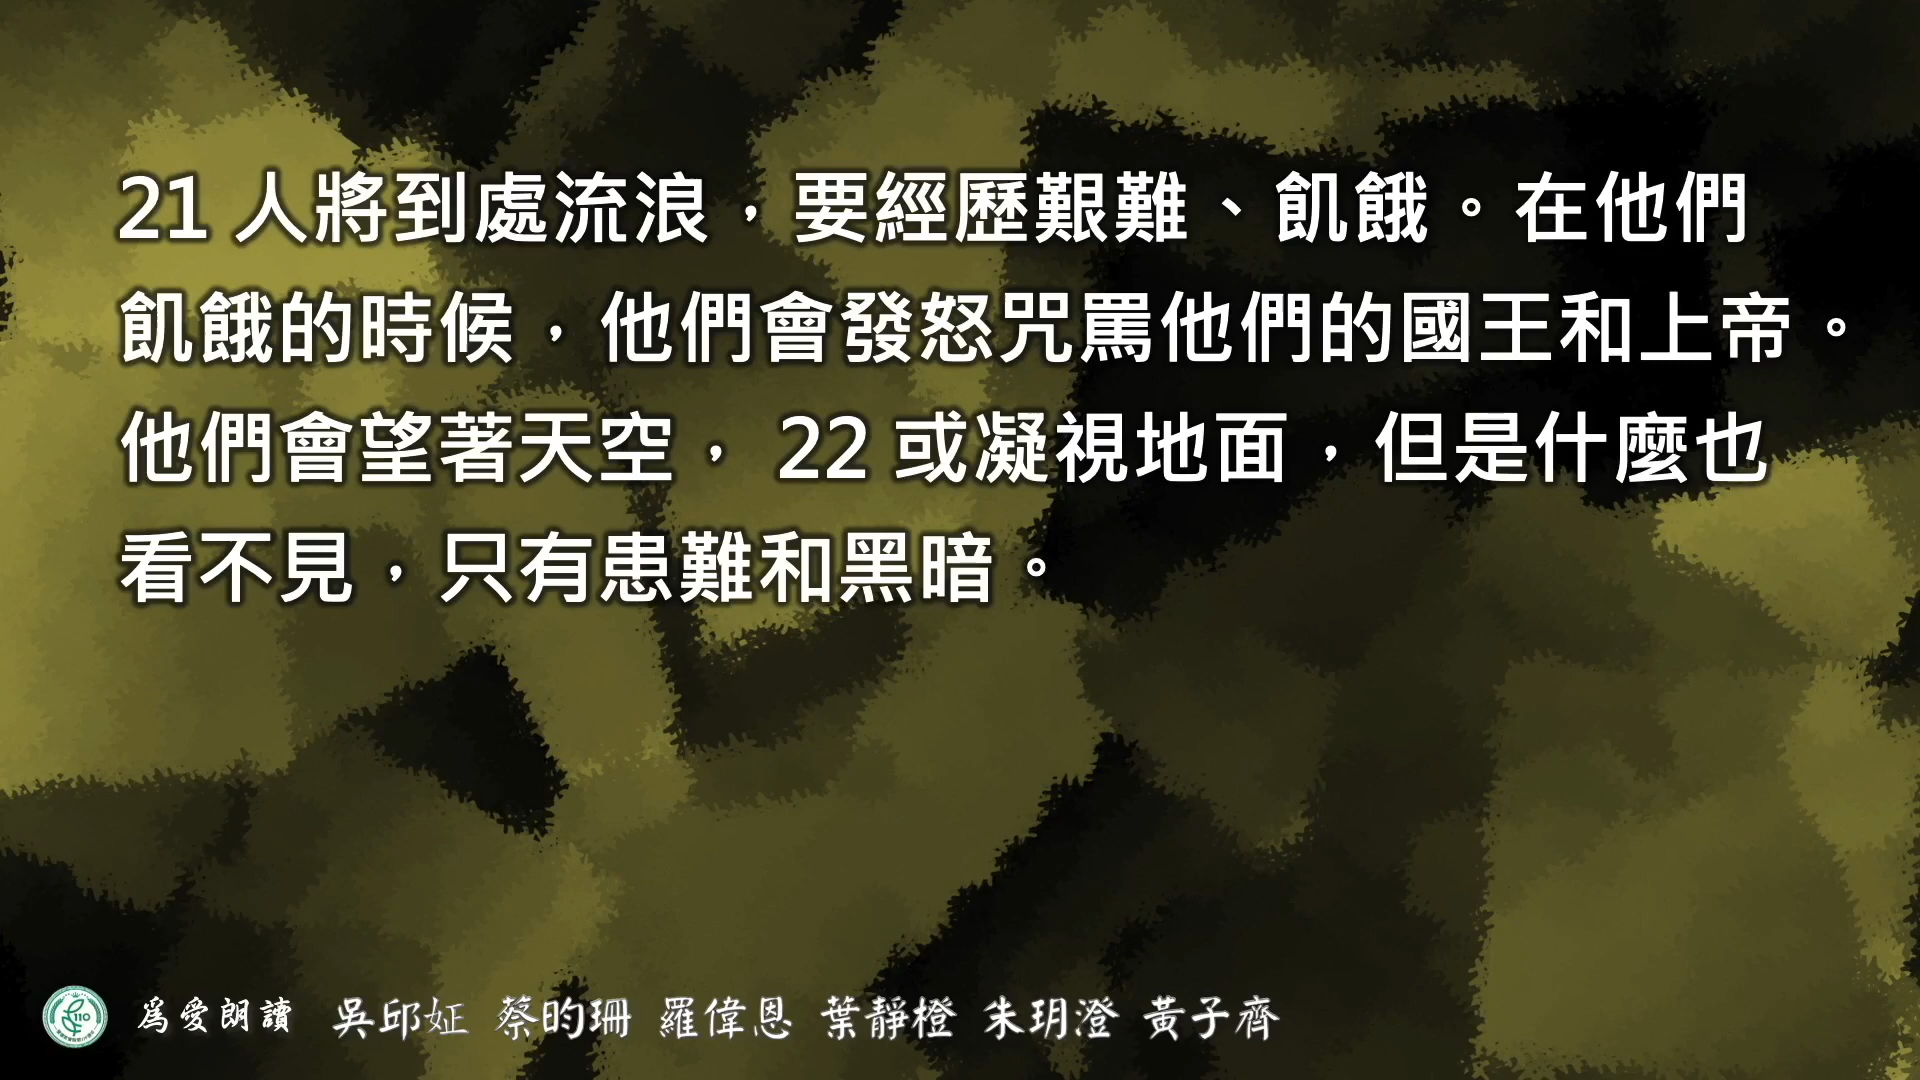 21 人將到處流浪，要經歷艱難、飢餓。在他們
飢餓的時候，他們會發怒咒罵他們的國王和上帝。
他們會望著天空， 22 或凝視地面，但是什麼也
看不見，只有患難和黑暗。
110
為愛朗讀 吳邱姃 蔡昀珊 羅偉恩 葉靜橙 朱玥澄 黃子齊